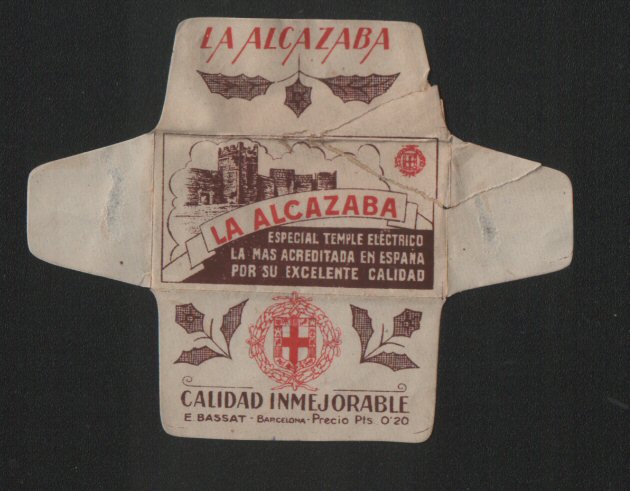 LA ALCAZABA
LA ALCAZABA
ESPECIAL TEMPLE ELÉCTRICO
LA MAS ACREDITADA EN ESPAÑA
POR SU EXCELENTE CALIDAD
CALIDAD INMEJORABLE
E. BASSAT - BARCELONA - Precio Pts. 0'20